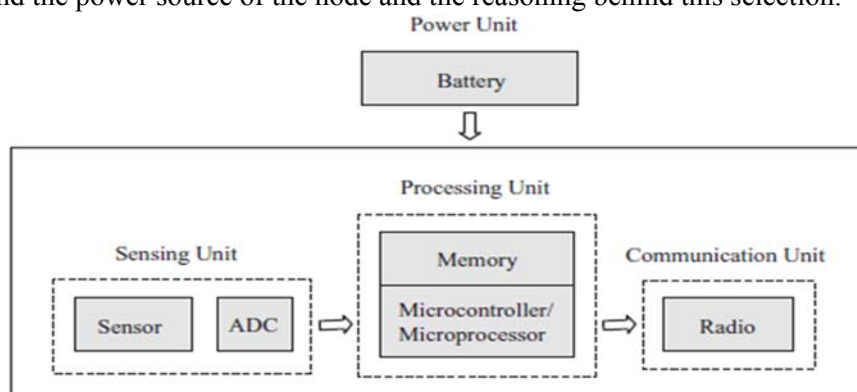 nd the power source of the node and the reasoning behind this selection.
Power Unit
Battery
Processing Unit
Sensing Unit
Memory
Communication Unit
Sensor
ADC
Microcontroller/
Microprocessor
Radio